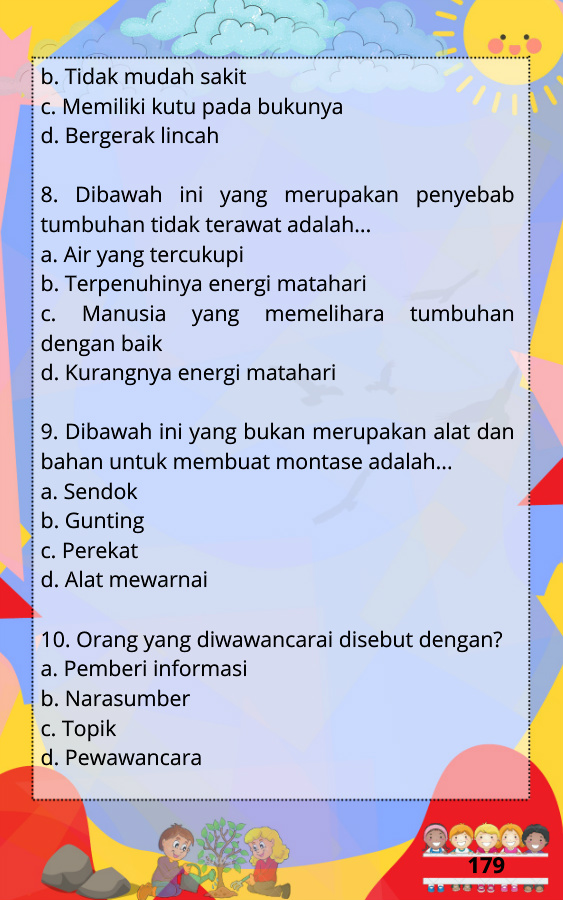 b. Tidak mudah sakit
c. Memiliki kutu pada bukunya
d. Bergerak lincah
8. Dibawah ini yang merupakan penyebab
tumbuhan tidak terawat adalah...
a. Air yang tercukupi
b. Terpenuhinya energi matahari
c. Manusia yang memelihara tumbuhan
dengan baik
d. Kurangnya energi matahari
9. Dibawah ini yang bukan merupakan alat dan
bahan untuk membuat montase adalah...
a. Sendok
b. Gunting
c. Perekat
d. Alat mewarnai
10. Orang yang diwawancarai disebut dengan?
a. Pemberi informasi
b. Narasumber
c. Topik
d. Pewawancara
179